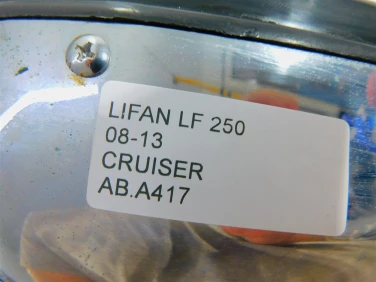 LIFAN LF 250
08-13
CRUISER
AB.A417